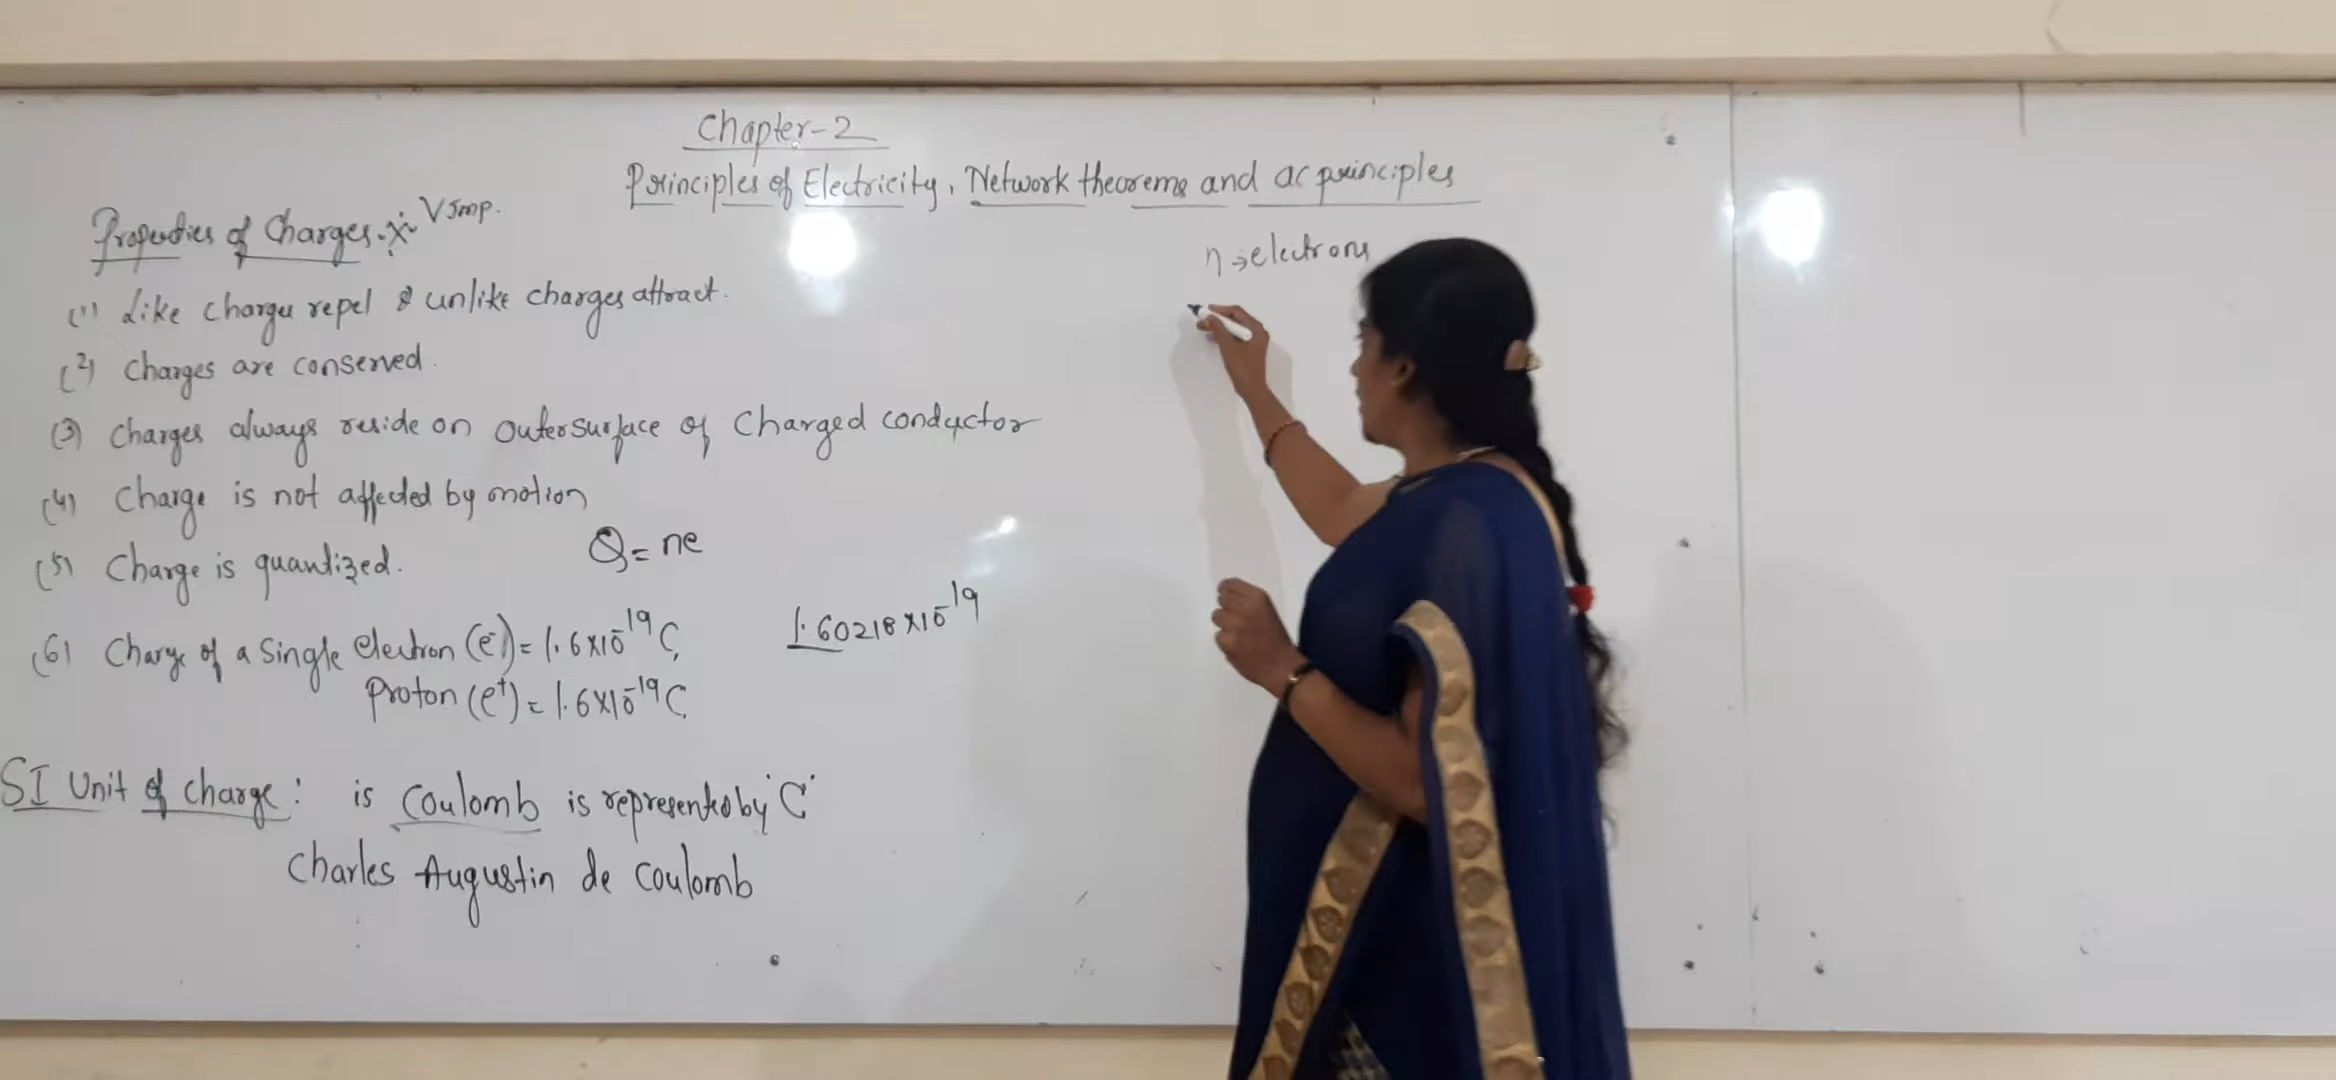 Chapter-2
Principles of Electricity, Network theorems and ac principles
Properties of Charges. V Imp.
n → electrons
(1) Like charges repel & unlike charges attract.
(2) Charges are conserved.
(3) Charges always reside on outersurface of Charged conductor
(4) Charge is not affected by motion
(5) Charge is quantized. Q = ne
(6) Charge of a Single electron (e⁻) = 1.6×10⁻¹⁹ C, 1.60218×10⁻¹⁹
Proton (e⁺) = 1.6×10⁻¹⁹ C
SI Unit of charge: is Coulomb is represented by 'C'
Charles Augustin de Coulomb